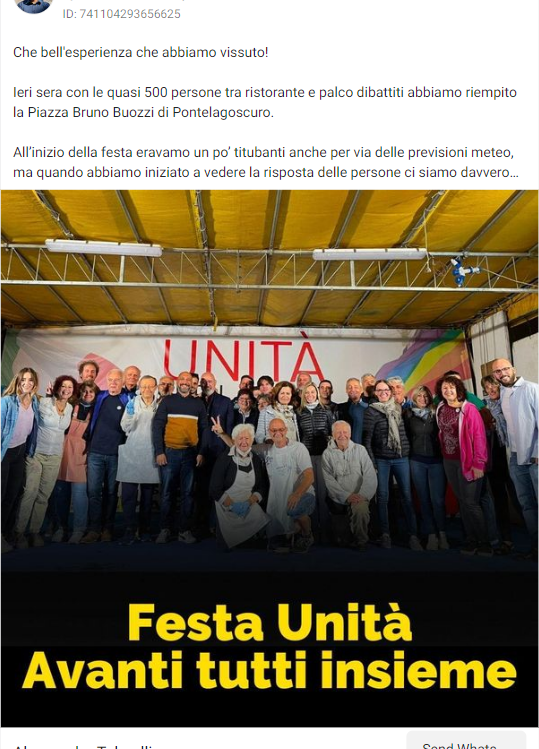 ID: 741104293656625
Che bell'esperienza che abbiamo vissuto!
Ieri sera con le quasi 500 persone tra ristorante e palco dibattiti abbiamo riempito
la Piazza Bruno Buozzi di Pontelagoscuro.
All’inizio della festa eravamo un po’ titubanti anche per via delle previsioni meteo,
ma quando abbiamo iniziato a vedere la risposta delle persone ci siamo davvero...
UNITÀ
Festa Unità
Avanti tutti insieme
Send Whats